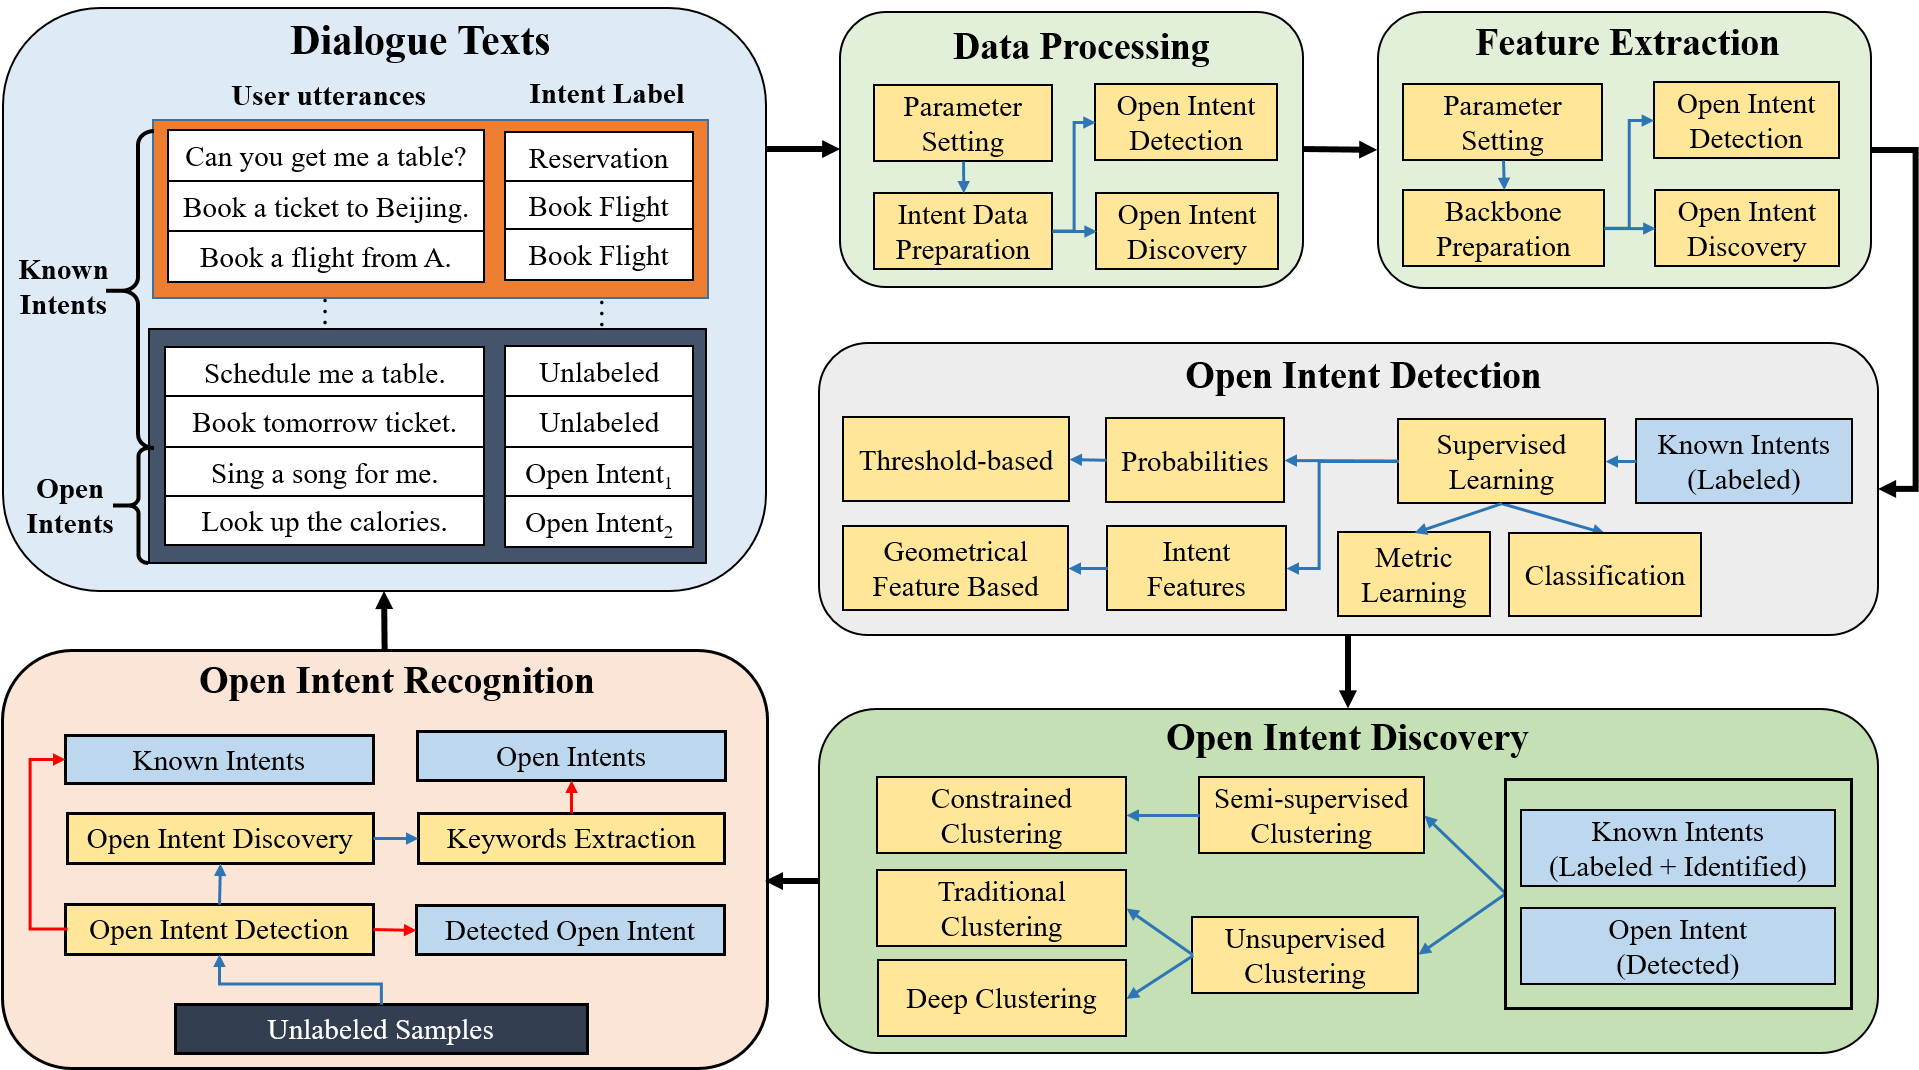 Dialogue Texts
User utterances
Intent Label
Can you get me a table?
Reservation
Book a ticket to Beijing.
Book Flight
Book a flight from A.
Book Flight
Known
Intents
Schedule me a table.
Unlabeled
Book tomorrow ticket.
Unlabeled
Sing a song for me.
Open Intent1
Look up the calories.
Open Intent2
Open
Intents
Data Processing
Parameter
Setting
Open Intent
Detection
Intent Data
Preparation
Open Intent
Discovery
Feature Extraction
Parameter
Setting
Open Intent
Detection
Backbone
Preparation
Open Intent
Discovery
Open Intent Detection
Threshold-based
Probabilities
Supervised
Learning
Known Intents
(Labeled)
Geometrical
Feature Based
Intent
Features
Metric
Learning
Classification
Open Intent Discovery
Constrained
Clustering
Semi-supervised
Clustering
Known Intents
(Labeled + Identified)
Traditional
Clustering
Unsupervised
Clustering
Open Intent
(Detected)
Deep Clustering
Open Intent Recognition
Known Intents
Open Intents
Open Intent Discovery
Keywords Extraction
Open Intent Detection
Detected Open Intent
Unlabeled Samples